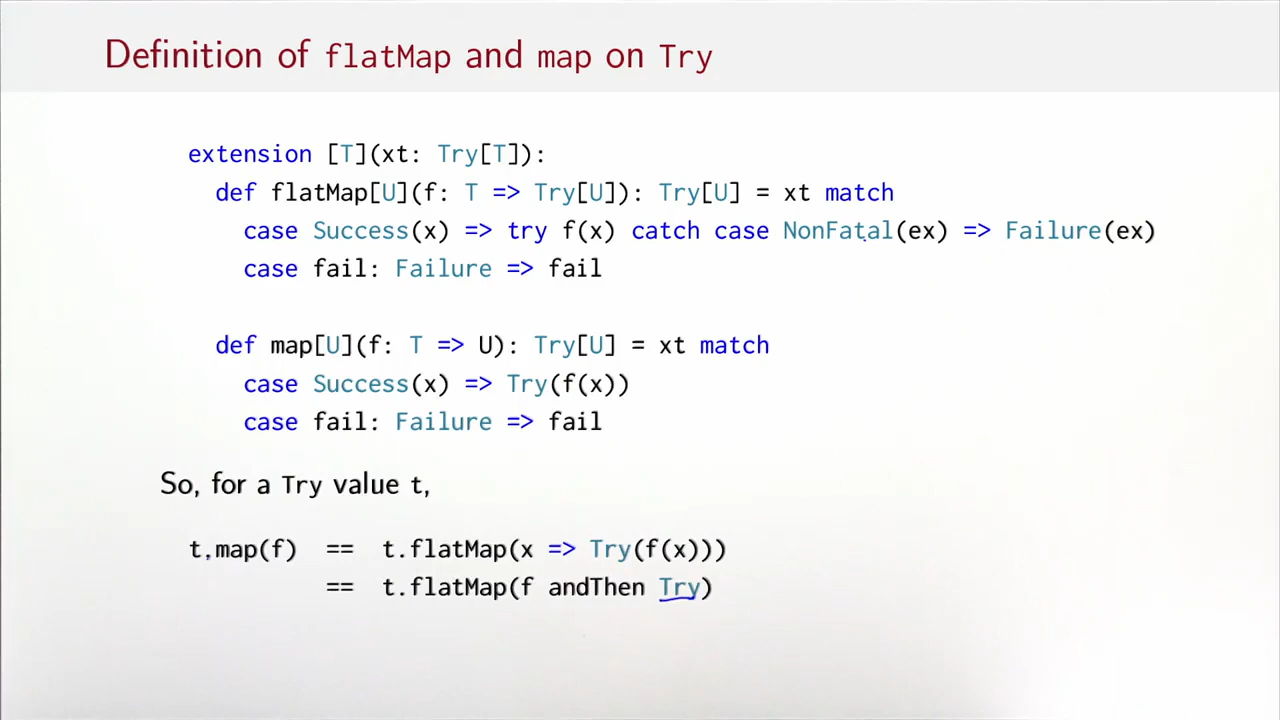 Definition of flatMap and map on Try
extension [T](xt: Try[T]):
def flatMap[U](f: T => Try[U]): Try[U] = xt match
case Success(x) => try f(x) catch case NonFatal(ex) => Failure(ex)
case fail: Failure => fail
def map[U](f: T => U): Try[U] = xt match
case Success(x) => Try(f(x))
case fail: Failure => fail
So, for a Try value t,
t.map(f) == t.flatMap(x => Try(f(x)))
== t.flatMap(f andThen Try)